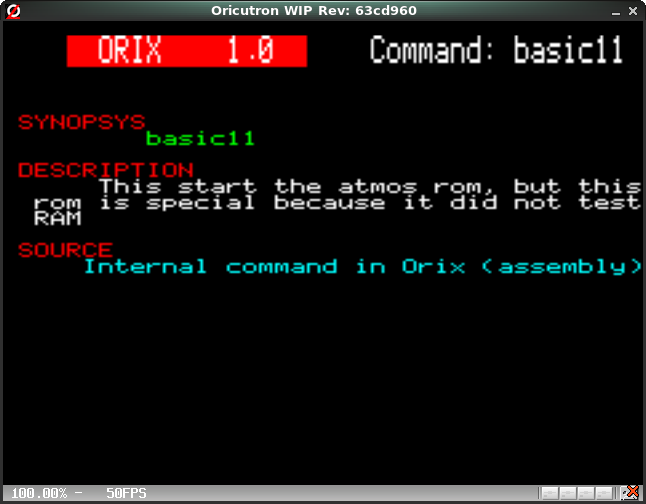 Oricutron WIP Rev: 63cd960
ORIX 1.0 Command: basic11
SYNOPSYS
basic11
DESCRIPTION
This start the atmos rom, but this
rom is special because it did not test
RAM
SOURCE
Internal command in Orix (assembly)
100.00% - 50FPS